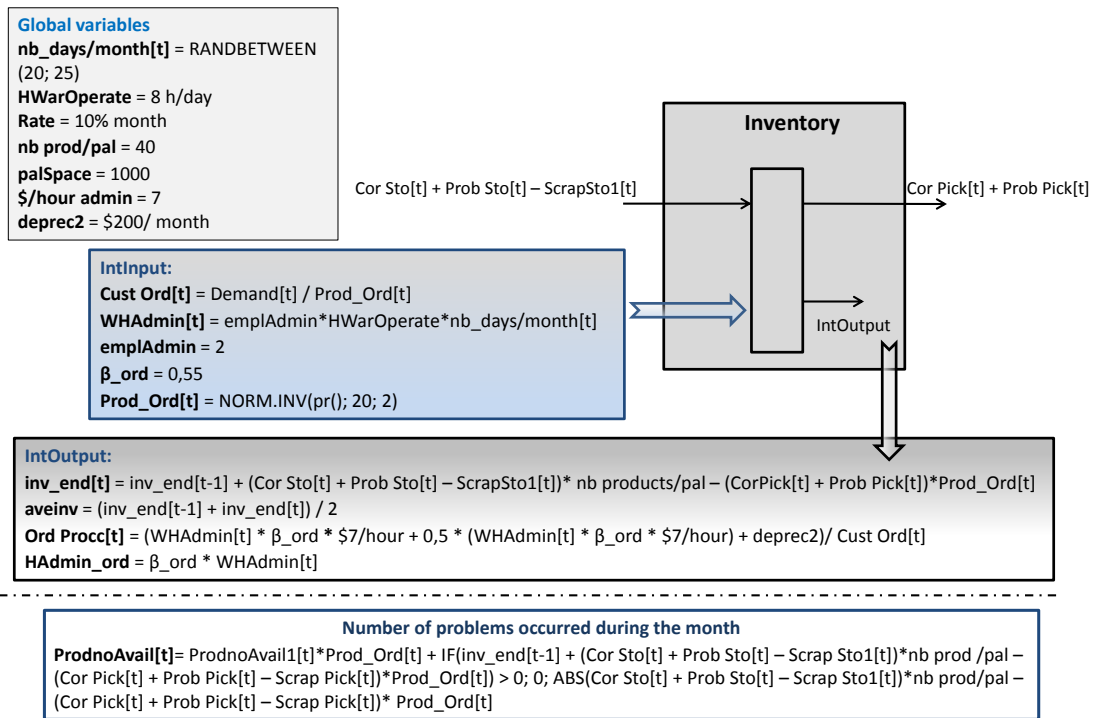 Global variables
nb_days/month[t] = RANDBETWEEN
(20; 25)
HWarOperate = 8 h/day
Rate = 10% month
nb prod/pal = 40
palSpace = 1000
$/hour admin = 7
deprec2 = $200/ month
Inventory
Cor Sto[t] + Prob Sto[t] – ScrapSto1[t]
Cor Pick[t] + Prob Pick[t]
IntOutput
IntInput:
Cust Ord[t] = Demand[t] / Prod_Ord[t]
WHAdmin[t] = emplAdmin*HWarOperate*nb_days/month[t]
emplAdmin = 2
β_ord = 0,55
Prod_Ord[t] = NORM.INV(pr(); 20; 2)
IntOutput:
inv_end[t] = inv_end[t-1] + (Cor Sto[t] + Prob Sto[t] – ScrapSto1[t])* nb products/pal – (CorPick[t] + Prob Pick[t])*Prod_Ord[t]
aveinv = (inv_end[t-1] + inv_end[t]) / 2
Ord Procc[t] = (WHAdmin[t] * β_ord * $7/hour + 0,5 * (WHAdmin[t] * β_ord * $7/hour) + deprec2)/ Cust Ord[t]
HAdmin_ord = β_ord * WHAdmin[t]
Number of problems occurred during the month
ProdnoAvail[t]= ProdnoAvail1[t]*Prod_Ord[t] + IF(inv_end[t-1] + (Cor Sto[t] + Prob Sto[t] – Scrap Sto1[t])*nb prod /pal –
(Cor Pick[t] + Prob Pick[t] – Scrap Pick[t])*Prod_Ord[t]) > 0; 0; ABS(Cor Sto[t] + Prob Sto[t] – Scrap Sto1[t])*nb prod/pal –
(Cor Pick[t] + Prob Pick[t] – Scrap Pick[t])* Prod_Ord[t]